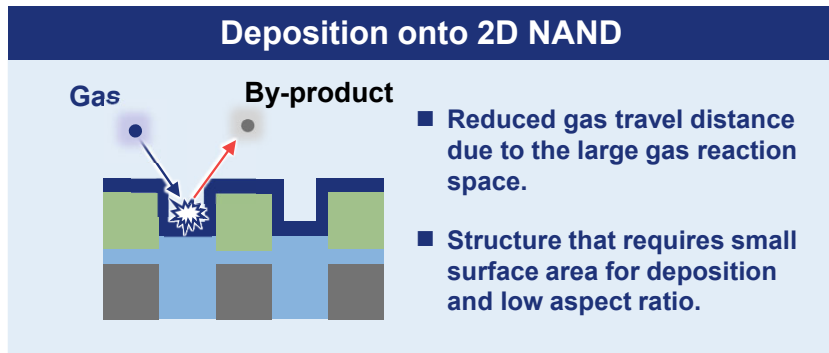 Deposition onto 2D NAND
Gas
By-product
■ Reduced gas travel distance
due to the large gas reaction
space.
■ Structure that requires small
surface area for deposition
and low aspect ratio.